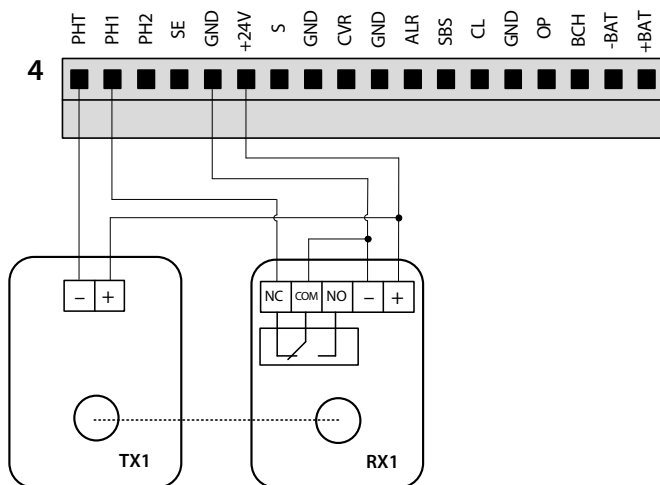 PHT PH1 PH2 SE GND +24V S GND CVR GND ALR SBS CL GND OP BCH -BAT +BAT
4
− +
NC COM NO − +
TX1
RX1